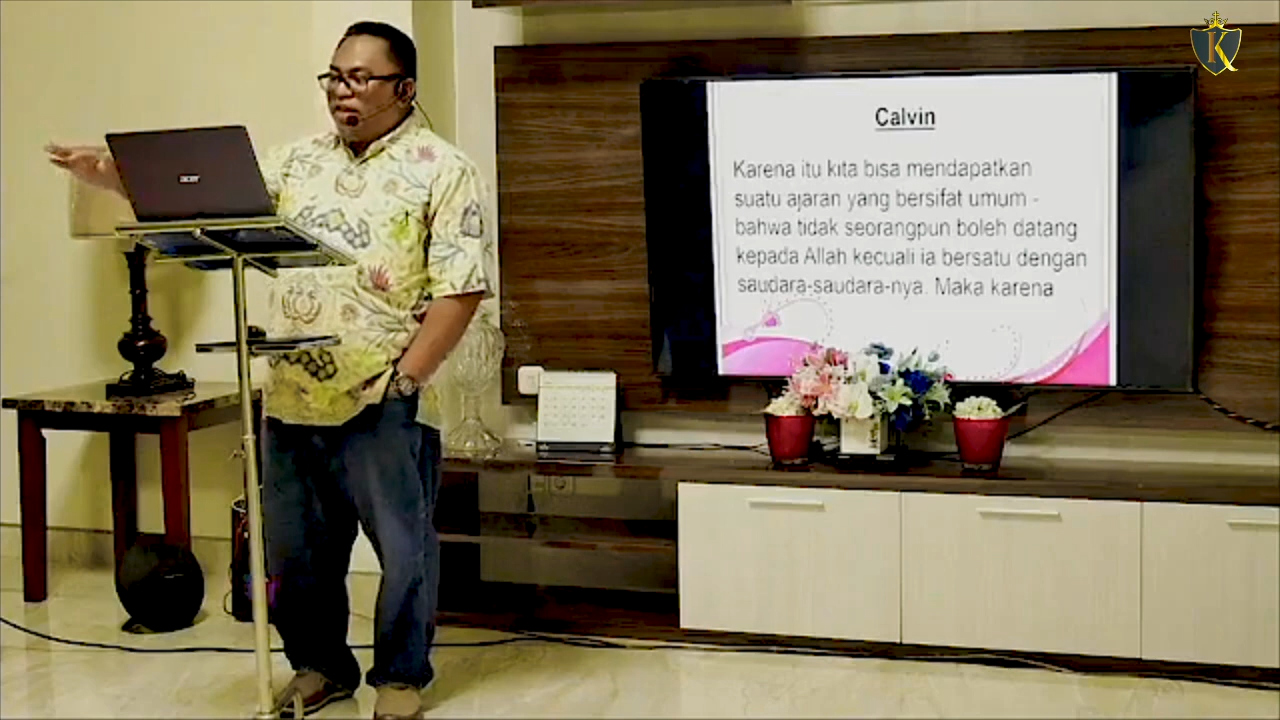 K
Calvin
Karena itu kita bisa mendapatkan
suatu ajaran yang bersifat umum -
bahwa tidak seorangpun boleh datang
kepada Allah kecuali ia bersatu dengan
saudara-saudara-nya. Maka karena
acer